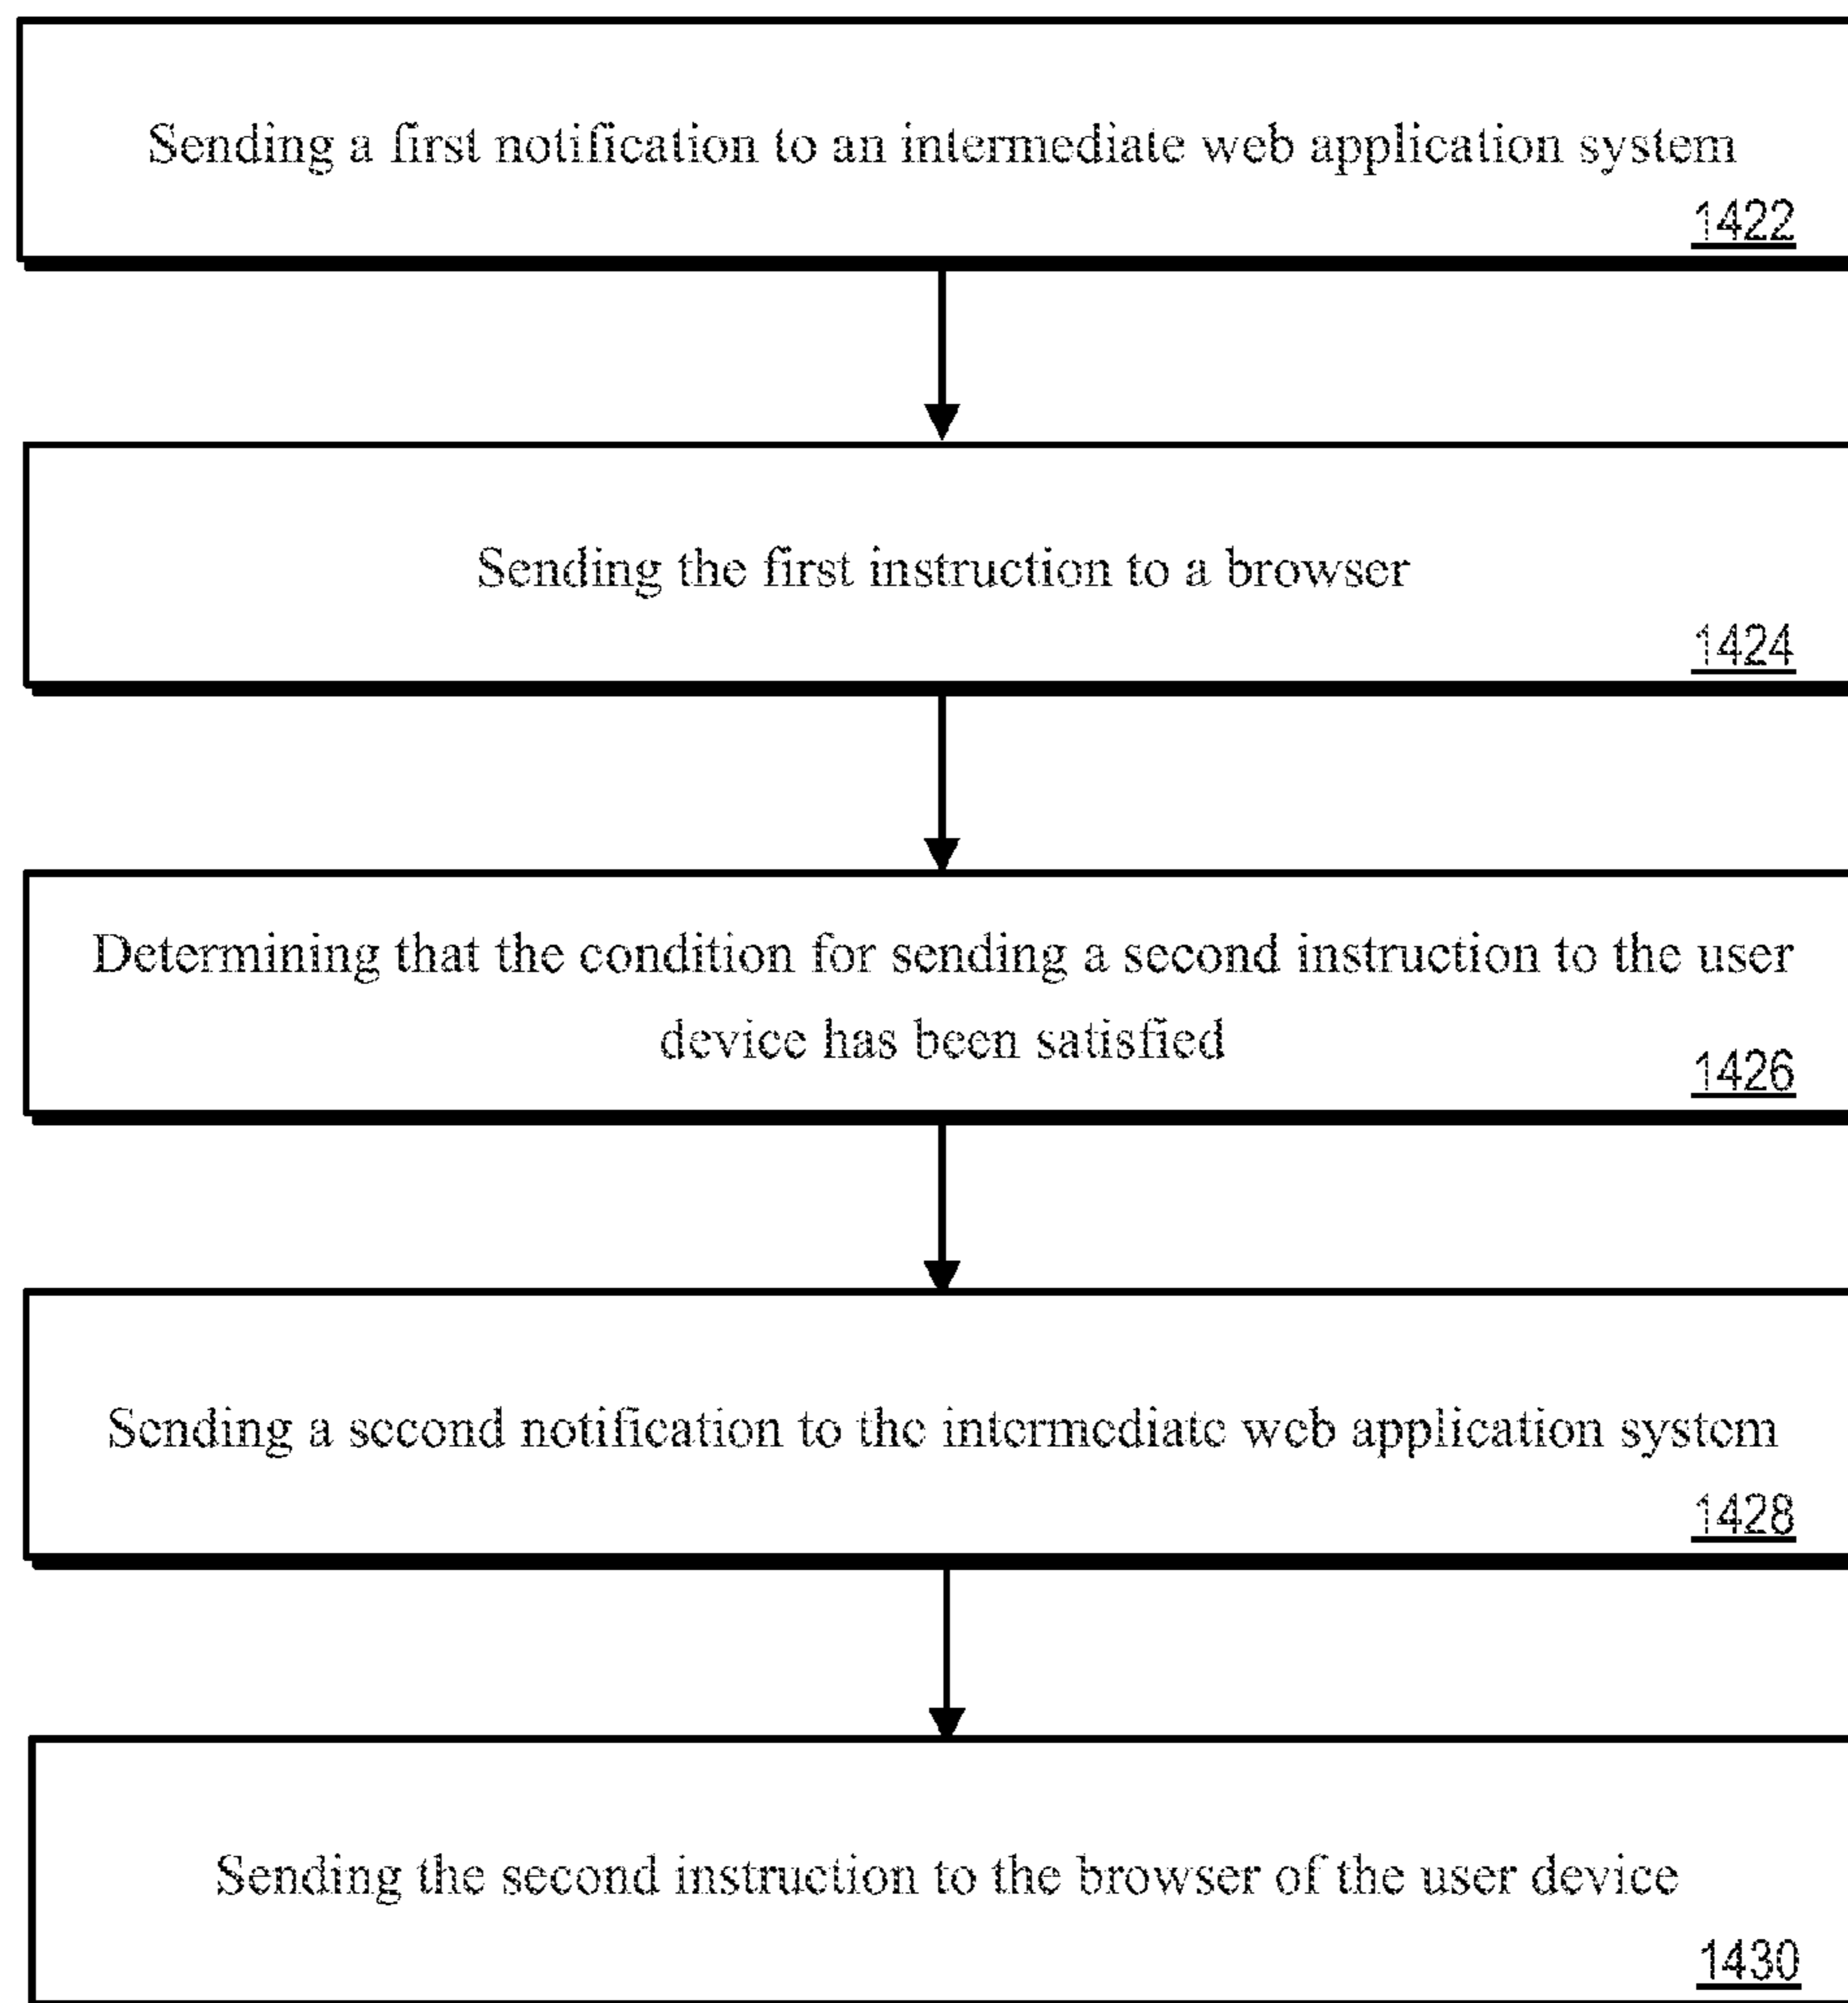 Sending a first notification to an intermediate web application system
1422
Sending the first instruction to a browser
1424
Determining that the condition for sending a second instruction to the user
device has been satisfied
1426
Sending a second notification to the intermediate web application system
1428
Sending the second instruction to the browser of the user device
1430